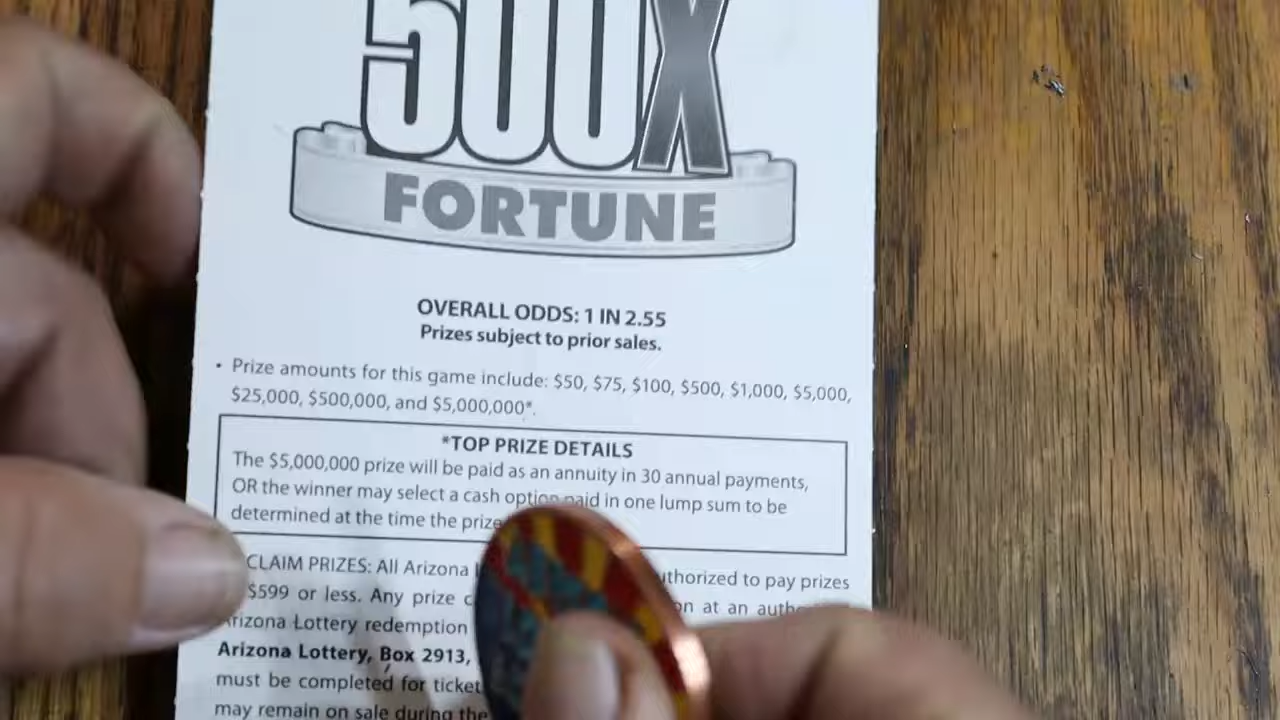 500X
FORTUNE
OVERALL ODDS: 1 IN 2.55
Prizes subject to prior sales.
• Prize amounts for this game include: $50, $75, $100, $500, $1,000, $5,000,
$25,000, $500,000, and $5,000,000*.
*TOP PRIZE DETAILS
The $5,000,000 prize will be paid as an annuity in 30 annual payments,
OR the winner may select a cash option paid in one lump sum to be
determined at the time the prize
CLAIM PRIZES: All Arizona uthorized to pay prizes
$599 or less. Any prize c on at an autho
Arizona Lottery redemption
Arizona Lottery, Box 2913,
must be completed for ticket
may remain on sale during the